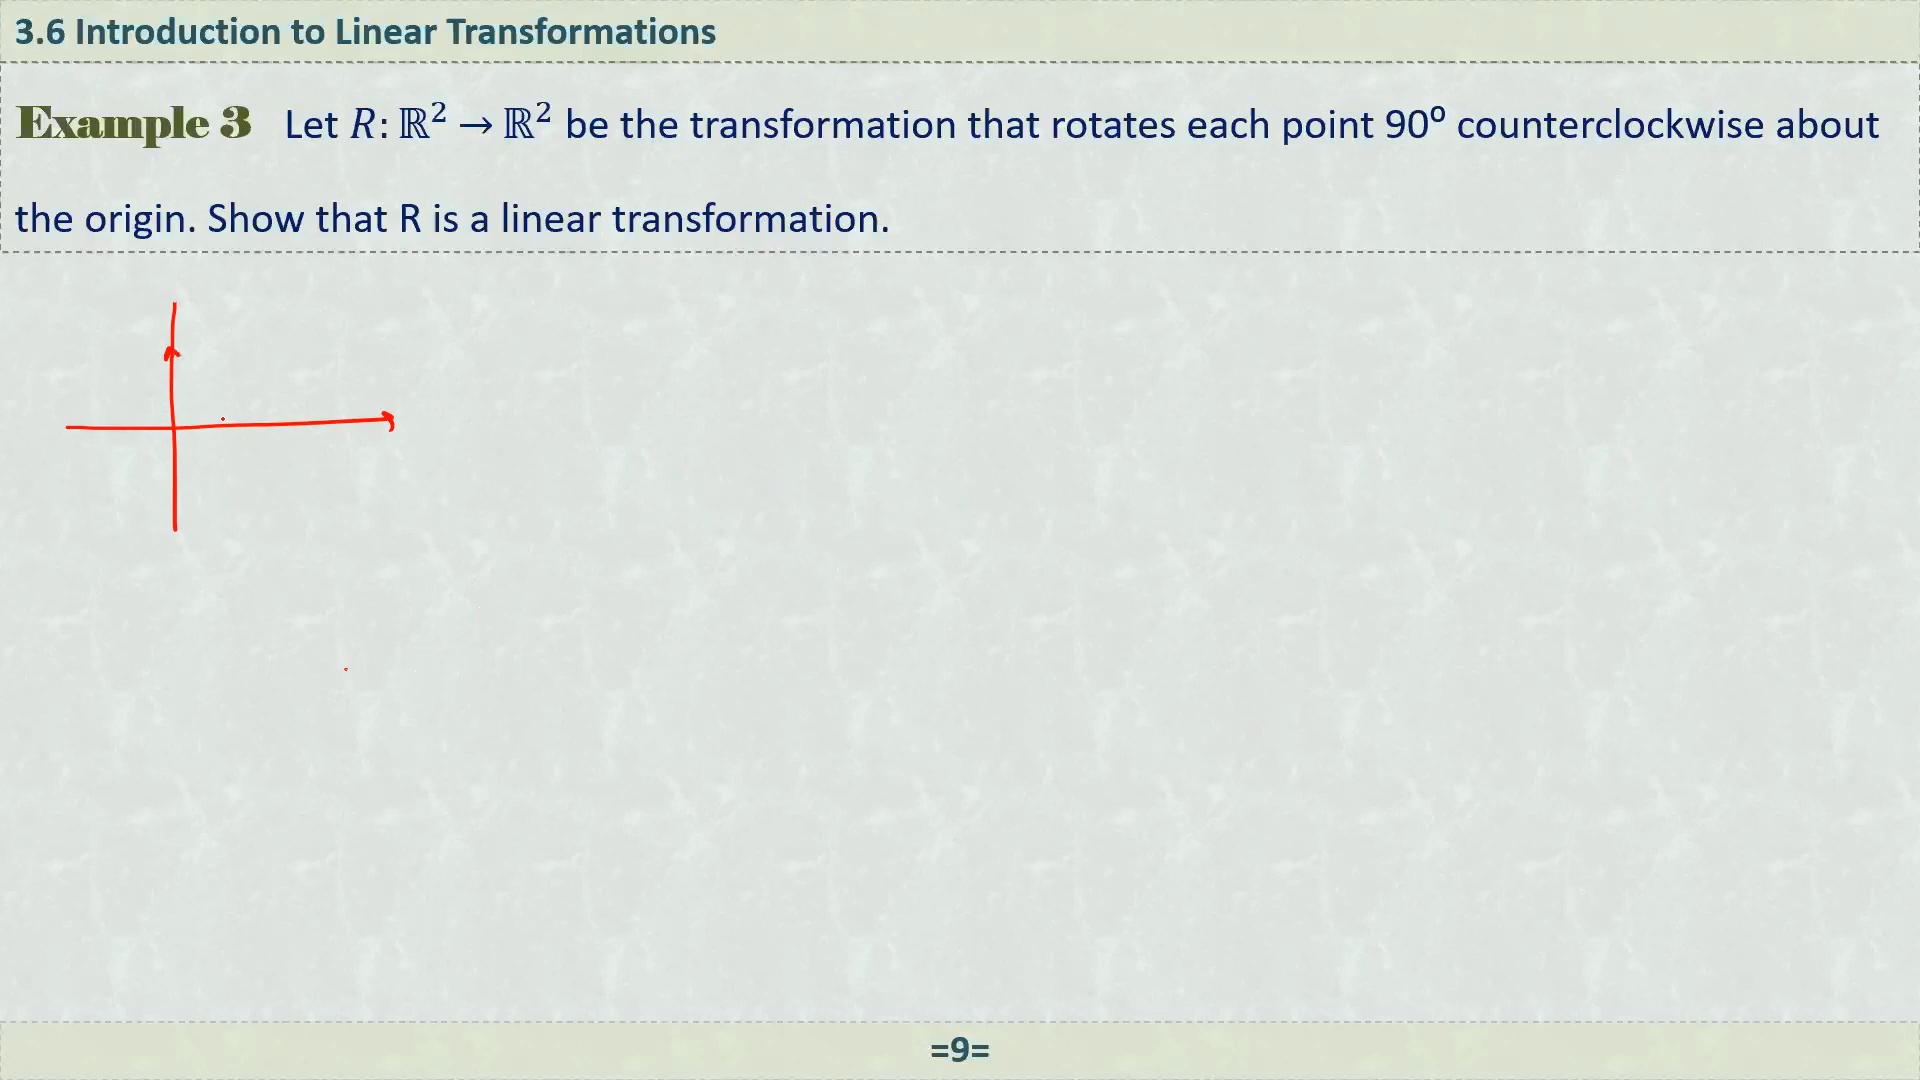 3.6 Introduction to Linear Transformations
Example 3 Let R: ℝ² → ℝ² be the transformation that rotates each point 90º counterclockwise about
the origin. Show that R is a linear transformation.
=9=